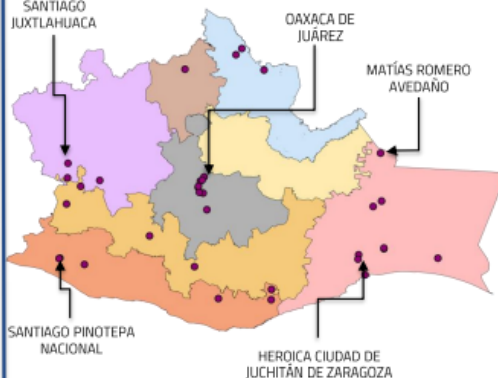 SANTIAGO
JUXTLAHUACA
OAXACA DE
JUÁREZ
MATÍAS ROMERO
AVEDAÑO
SANTIAGO PINOTEPA
NACIONAL
HEROICA CIUDAD DE
JUCHITÁN DE ZARAGOZA